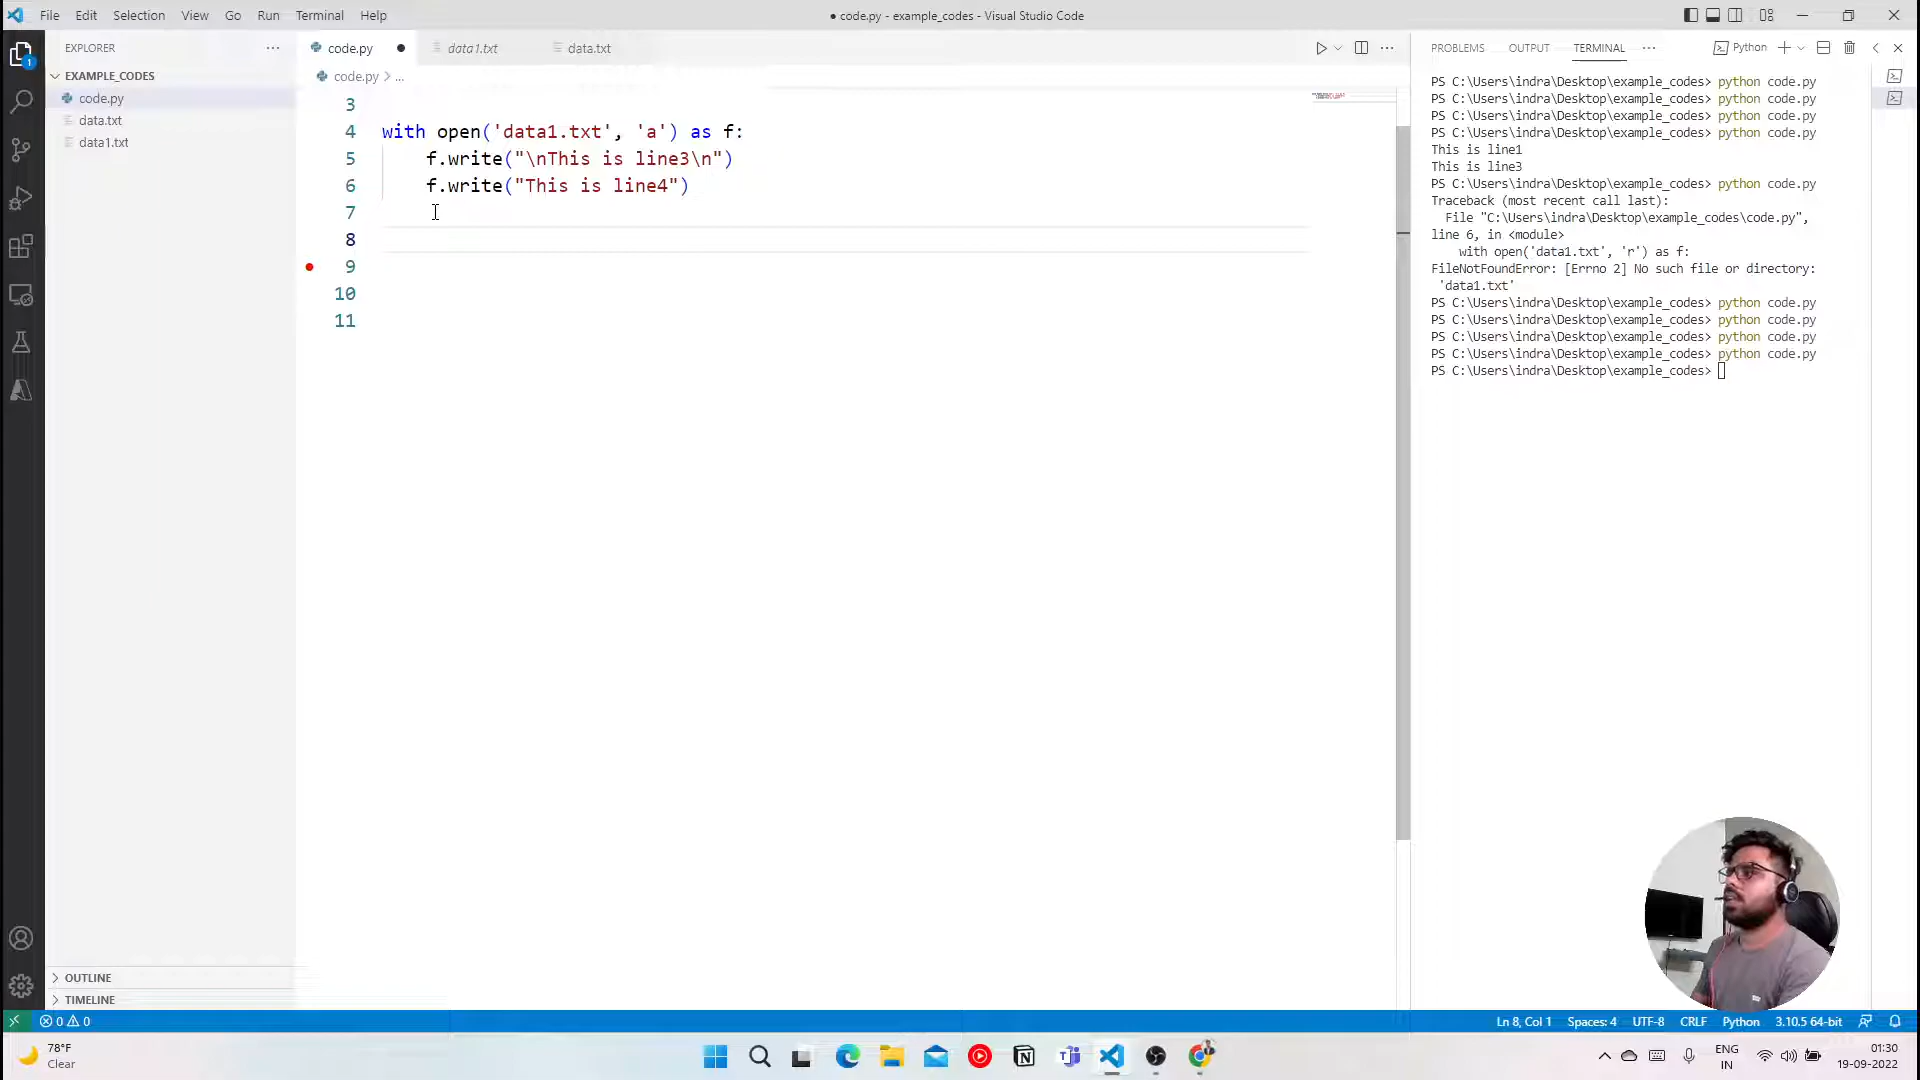 File Edit Selection View Go Run Terminal Help
● code.py - example_codes - Visual Studio Code
EXPLORER ···
EXAMPLE_CODES
code.py
data.txt
data1.txt
OUTLINE
TIMELINE
code.py ● data1.txt data.txt
code.py > ...
3
4 with open('data1.txt', 'a') as f:
5 f.write("\nThis is line3\n")
6 f.write("This is line4")
7
8
9
10
11
PROBLEMS OUTPUT TERMINAL ··· Python
PS C:\Users\indra\Desktop\example_codes> python code.py
PS C:\Users\indra\Desktop\example_codes> python code.py
PS C:\Users\indra\Desktop\example_codes> python code.py
PS C:\Users\indra\Desktop\example_codes> python code.py
This is line1
This is line3
PS C:\Users\indra\Desktop\example_codes> python code.py
Traceback (most recent call last):
File "C:\Users\indra\Desktop\example_codes\code.py",
line 6, in <module>
with open('data1.txt', 'r') as f:
FileNotFoundError: [Errno 2] No such file or directory:
'data1.txt'
PS C:\Users\indra\Desktop\example_codes> python code.py
PS C:\Users\indra\Desktop\example_codes> python code.py
PS C:\Users\indra\Desktop\example_codes> python code.py
PS C:\Users\indra\Desktop\example_codes> python code.py
PS C:\Users\indra\Desktop\example_codes>
0 0 Ln 8, Col 1 Spaces: 4 UTF-8 CRLF Python 3.10.5 64-bit
78°F
Clear
ENG
IN
01:30
19-09-2022